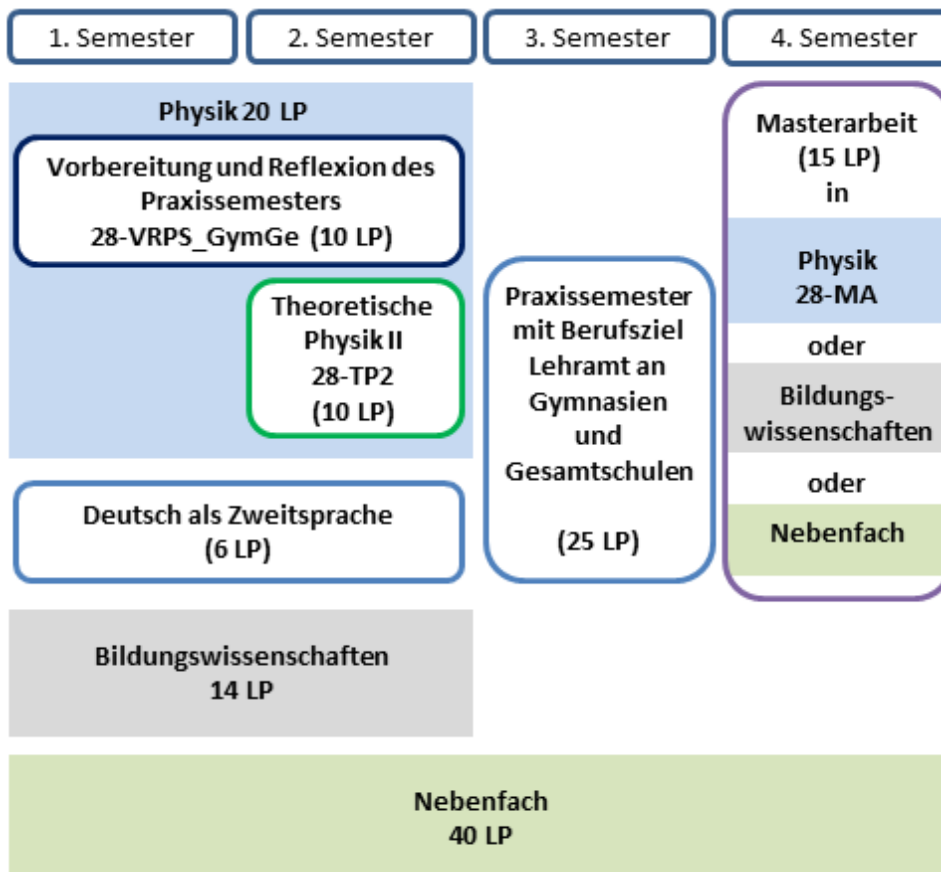 1. Semester
2. Semester
3. Semester
4. Semester
Physik 20 LP
Vorbereitung und Reflexion des
Praxissemesters
28-VRPS_GymGe (10 LP)
Theoretische
Physik II
28-TP2
(10 LP)
Deutsch als Zweitsprache
(6 LP)
Bildungswissenschaften
14 LP
Praxissemester
mit Berufsziel
Lehramt an
Gymnasien
und
Gesamtschulen
(25 LP)
Masterarbeit
(15 LP)
in
Physik
28-MA
oder
Bildungs-
wissenschaften
oder
Nebenfach
Nebenfach
40 LP